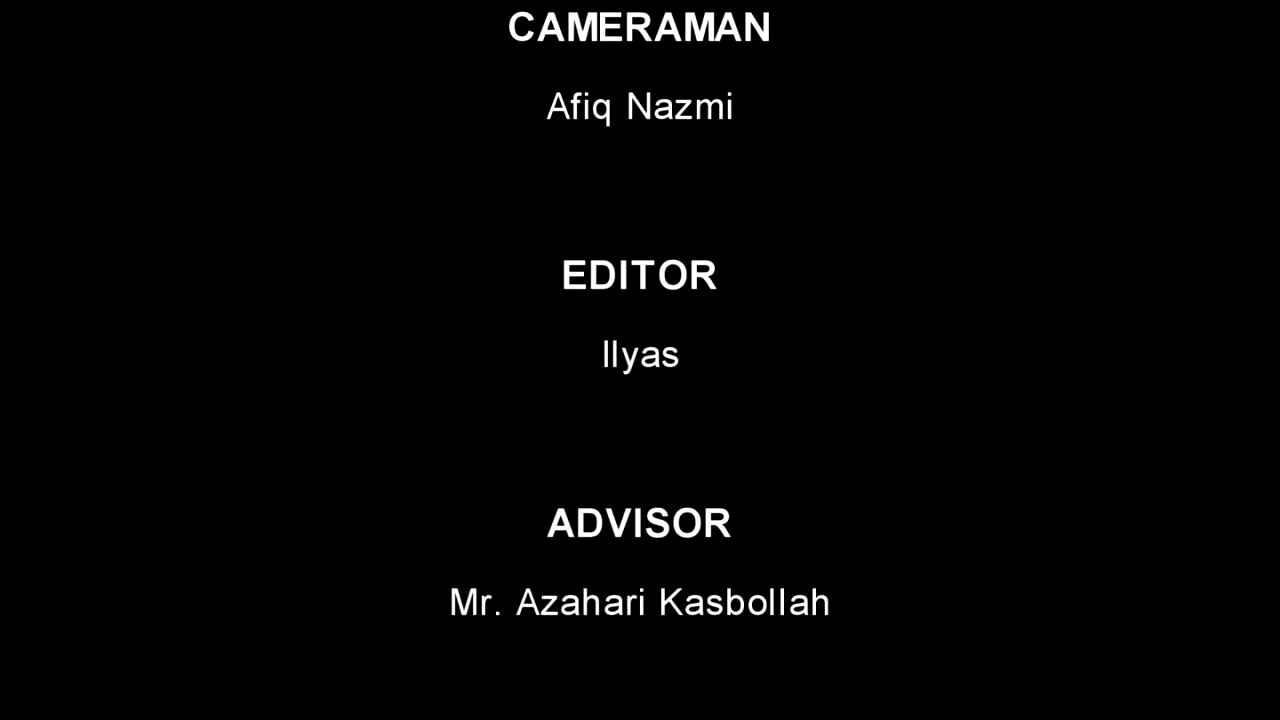 CAMERAMAN
Afiq Nazmi
EDITOR
Ilyas
ADVISOR
Mr. Azahari Kasbollah